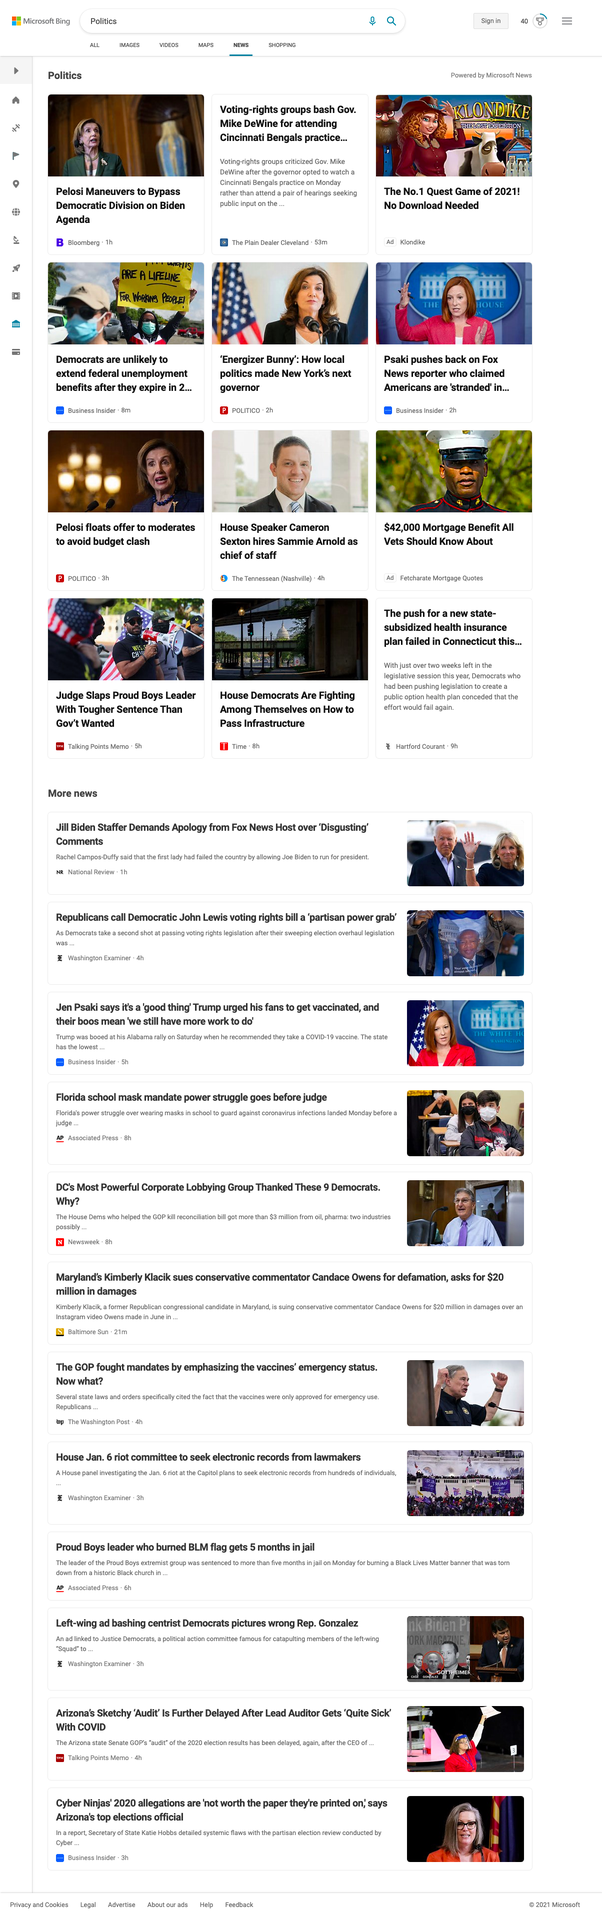 Microsoft Bing
Politics
Sign in
40
ALL IMAGES VIDEOS MAPS NEWS SHOPPING
Politics
Powered by Microsoft News
Pelosi Maneuvers to Bypass
Democratic Division on Biden
Agenda
Bloomberg · 1h
Voting-rights groups bash Gov.
Mike DeWine for attending
Cincinnati Bengals practice...
Voting-rights groups criticized Gov. Mike
DeWine after the governor opted to watch a
Cincinnati Bengals practice on Monday
rather than attend a pair of hearings seeking
public input on the ...
The Plain Dealer Cleveland · 53m
KLONDIKE
The No.1 Quest Game of 2021!
No Download Needed
Ad Klondike
ARE A LIFELINE
FOR WORKING PEOPLE!
Democrats are unlikely to
extend federal unemployment
benefits after they expire in 2...
Business Insider · 8m
'Energizer Bunny': How local
politics made New York's next
governor
POLITICO · 2h
Psaki pushes back on Fox
News reporter who claimed
Americans are 'stranded' in...
Business Insider · 2h
Pelosi floats offer to moderates
to avoid budget clash
POLITICO · 3h
House Speaker Cameron
Sexton hires Sammie Arnold as
chief of staff
The Tennessean (Nashville) · 4h
$42,000 Mortgage Benefit All
Vets Should Know About
Ad Fetcharate Mortgage Quotes
Judge Slaps Proud Boys Leader
With Tougher Sentence Than
Gov't Wanted
Talking Points Memo · 5h
House Democrats Are Fighting
Among Themselves on How to
Pass Infrastructure
Time · 8h
The push for a new state-
subsidized health insurance
plan failed in Connecticut this...
With just over two weeks left in the
legislative session this year, Democrats who
had been pushing legislation to create a
public option health plan conceded that the
effort would fail again.
Hartford Courant · 9h
More news
Jill Biden Staffer Demands Apology from Fox News Host over 'Disgusting'
Comments
Rachel Campos-Duffy said that the first lady had failed the country by allowing Joe Biden to run for president.
National Review · 1h
Republicans call Democratic John Lewis voting rights bill a 'partisan power grab'
As Democrats take a second shot at passing voting rights legislation after their sweeping election overhaul legislation
was ...
Washington Examiner · 4h
Jen Psaki says it's a 'good thing' Trump urged his fans to get vaccinated, and
their boos mean 'we still have more work to do'
Trump was booed at his Alabama rally on Saturday when he recommended they take a COVID-19 vaccine. The state
has the lowest ...
Business Insider · 5h
Florida school mask mandate power struggle goes before judge
Florida's power struggle over wearing masks in school to guard against coronavirus infections landed Monday before a
judge ...
AP Associated Press · 8h
DC's Most Powerful Corporate Lobbying Group Thanked These 9 Democrats.
Why?
The House Dems who helped the GOP kill reconciliation bill got more than $3 million from oil, pharma: two industries
possibly ...
Newsweek · 8h
Maryland's Kimberly Klacik sues conservative commentator Candace Owens for defamation, asks for $20
million in damages
Kimberly Klacik, a former Republican congressional candidate in Maryland, is suing conservative commentator Candace Owens for $20 million in damages over an
Instagram video Owens made in June in ...
Baltimore Sun · 21m
The GOP fought mandates by emphasizing the vaccines' emergency status.
Now what?
Several state laws and orders specifically cited the fact that the vaccines were only approved for emergency use.
Republicans ...
The Washington Post · 4h
House Jan. 6 riot committee to seek electronic records from lawmakers
A House panel investigating the Jan. 6 riot at the Capitol plans to seek electronic records from hundreds of individuals,
...
Washington Examiner · 3h
Proud Boys leader who burned BLM flag gets 5 months in jail
The leader of the Proud Boys extremist group was sentenced to more than five months in jail on Monday for burning a Black Lives Matter banner that was torn
down from a historic Black church in ...
AP Associated Press · 6h
Left-wing ad bashing centrist Democrats pictures wrong Rep. Gonzalez
An ad linked to Justice Democrats, a political action committee famous for catapulting members of the left-wing
"Squad" to ...
Washington Examiner · 3h
Arizona's Sketchy 'Audit' Is Further Delayed After Lead Auditor Gets 'Quite Sick'
With COVID
The Arizona state Senate GOP's "audit" of the 2020 election results has been delayed, again, after the CEO of ...
Talking Points Memo · 4h
Cyber Ninjas' 2020 allegations are 'not worth the paper they're printed on,' says
Arizona's top elections official
In a report, Secretary of State Katie Hobbs detailed systemic flaws with the partisan election review conducted by
Cyber ...
Business Insider · 3h
Privacy and Cookies Legal Advertise About our ads Help Feedback
© 2021 Microsoft